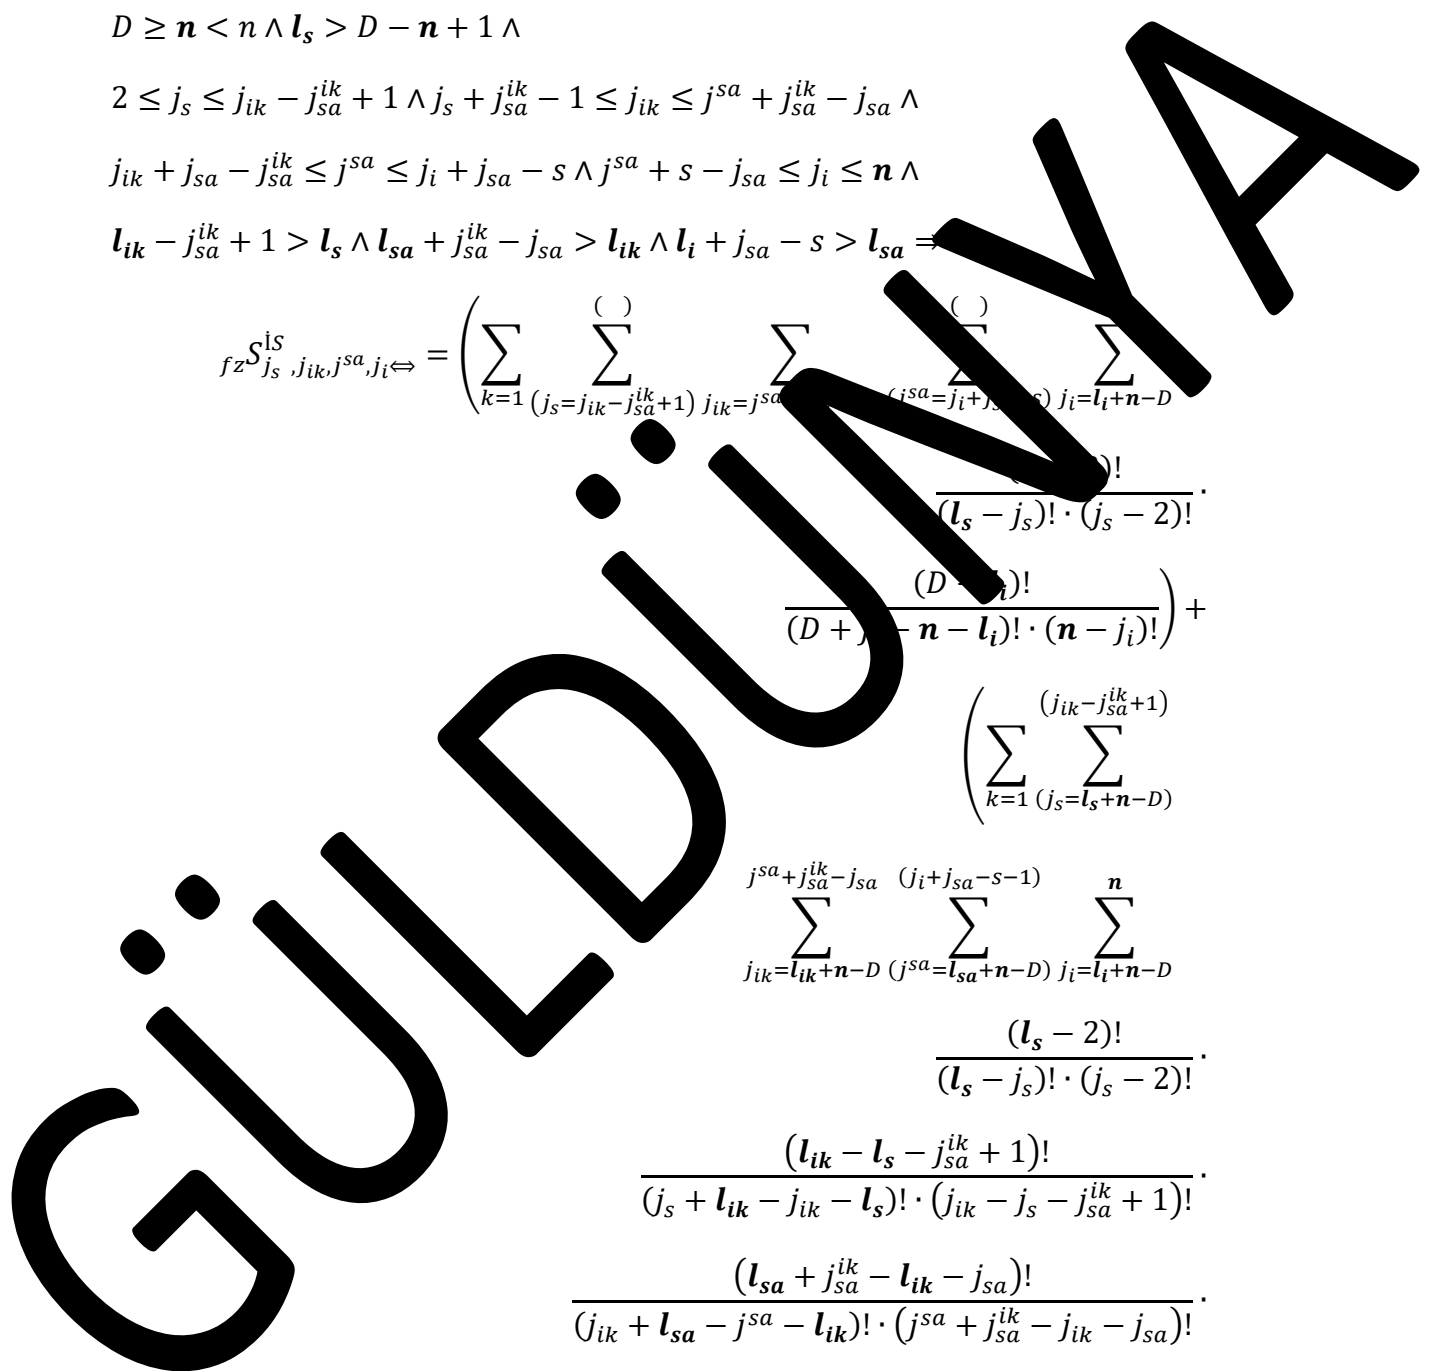 D ≥ n < n ∧ l_s > D − n + 1 ∧
2 ≤ j_s ≤ j_ik − j_sa^ik + 1 ∧ j_s + j_sa^ik − 1 ≤ j_ik ≤ j^sa + j_sa^ik − j_sa ∧
j_ik + j_sa − j_sa^ik ≤ j^sa ≤ j_i + j_sa − s ∧ j^sa + s − j_sa ≤ j_i ≤ n ∧
l_ik − j_sa^ik + 1 > l_s ∧ l_sa + j_sa^ik − j_sa > l_ik ∧ l_i + j_sa − s > l_sa ⇒
( ) ( )
fzS^İS_{j_s ,j_ik,j^sa,j_i⇔} = (∑ ∑ ∑ ∑ ∑
k=1 (j_s=j_ik−j_sa^ik+1) j_ik=j^sa (j^sa=j_i+j_s s) j_i=l_i+n−D
( )!
(l_s − j_s)! · (j_s − 2)! ·
(D l_i)!
(D + j − n − l_i)! · (n − j_i)!) +
(j_ik−j_sa^ik+1)
(∑ ∑
k=1 (j_s=l_s+n−D)
j^sa+j_sa^ik−j_sa (j_i+j_sa−s−1) n
∑ ∑ ∑
j_ik=l_ik+n−D (j^sa=l_sa+n−D) j_i=l_i+n−D
(l_s − 2)!
(l_s − j_s)! · (j_s − 2)! ·
(l_ik − l_s − j_sa^ik + 1)!
(j_s + l_ik − j_ik − l_s)! · (j_ik − j_s − j_sa^ik + 1)! ·
(l_sa + j_sa^ik − l_ik − j_sa)!
(j_ik + l_sa − j^sa − l_ik)! · (j^sa + j_sa^ik − j_ik − j_sa)! ·
GÜLDÜNYA